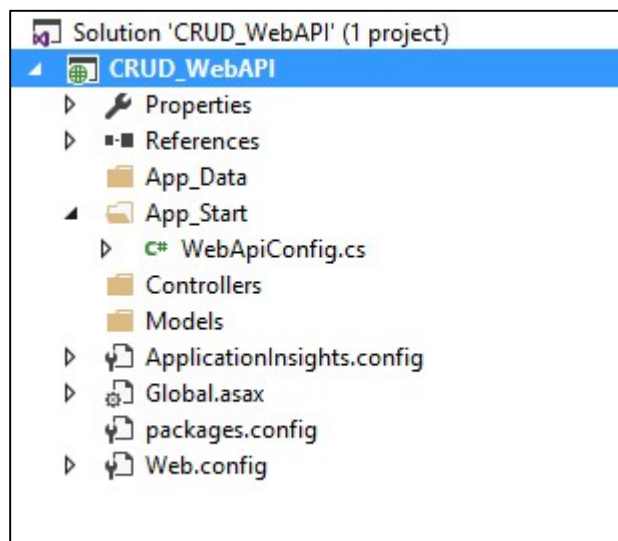 Solution 'CRUD_WebAPI' (1 project)
CRUD_WebAPI
Properties
References
App_Data
App_Start
C# WebApiConfig.cs
Controllers
Models
ApplicationInsights.config
Global.asax
packages.config
Web.config